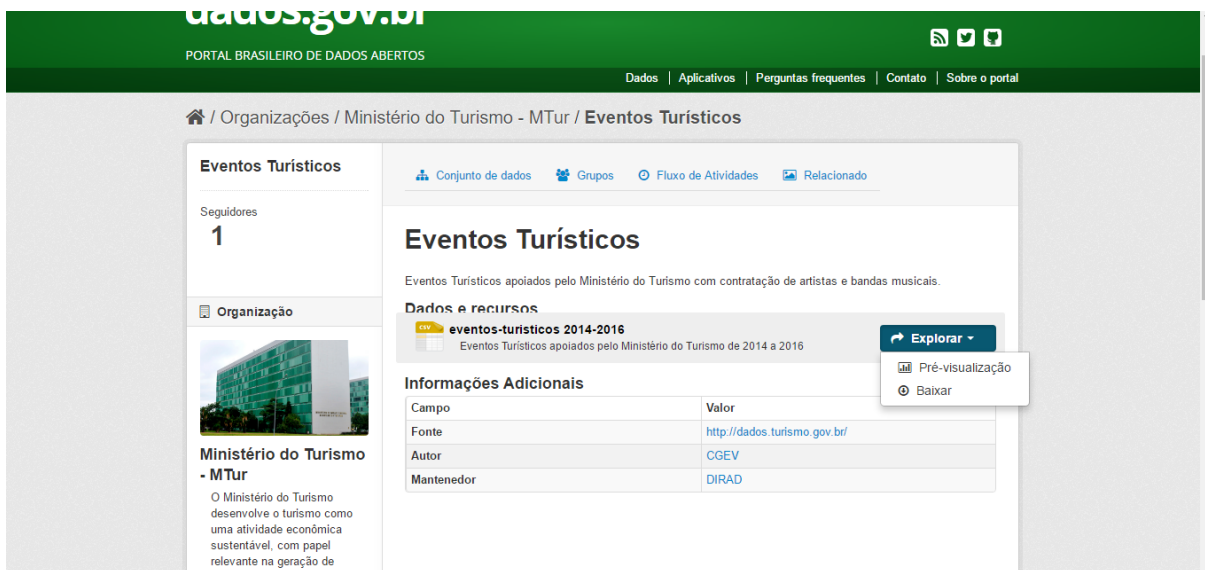 dados.gov.br
PORTAL BRASILEIRO DE DADOS ABERTOS
Dados | Aplicativos | Perguntas frequentes | Contato | Sobre o portal
/ Organizações / Ministério do Turismo - MTur / Eventos Turísticos
Eventos Turísticos
Seguidores
1
Organização
Ministério do Turismo
- MTur
O Ministério do Turismo
desenvolve o turismo como
uma atividade econômica
sustentável, com papel
relevante na geração de
Conjunto de dados Grupos Fluxo de Atividades Relacionado
Eventos Turísticos
Eventos Turísticos apoiados pelo Ministério do Turismo com contratação de artistas e bandas musicais.
Dados e recursos
CSV
eventos-turisticos 2014-2016
Eventos Turísticos apoiados pelo Ministério do Turismo de 2014 a 2016
Explorar
Pré-visualização
Baixar
Informações Adicionais
Campo Valor
Fonte http://dados.turismo.gov.br/
Autor CGEV
Mantenedor DIRAD